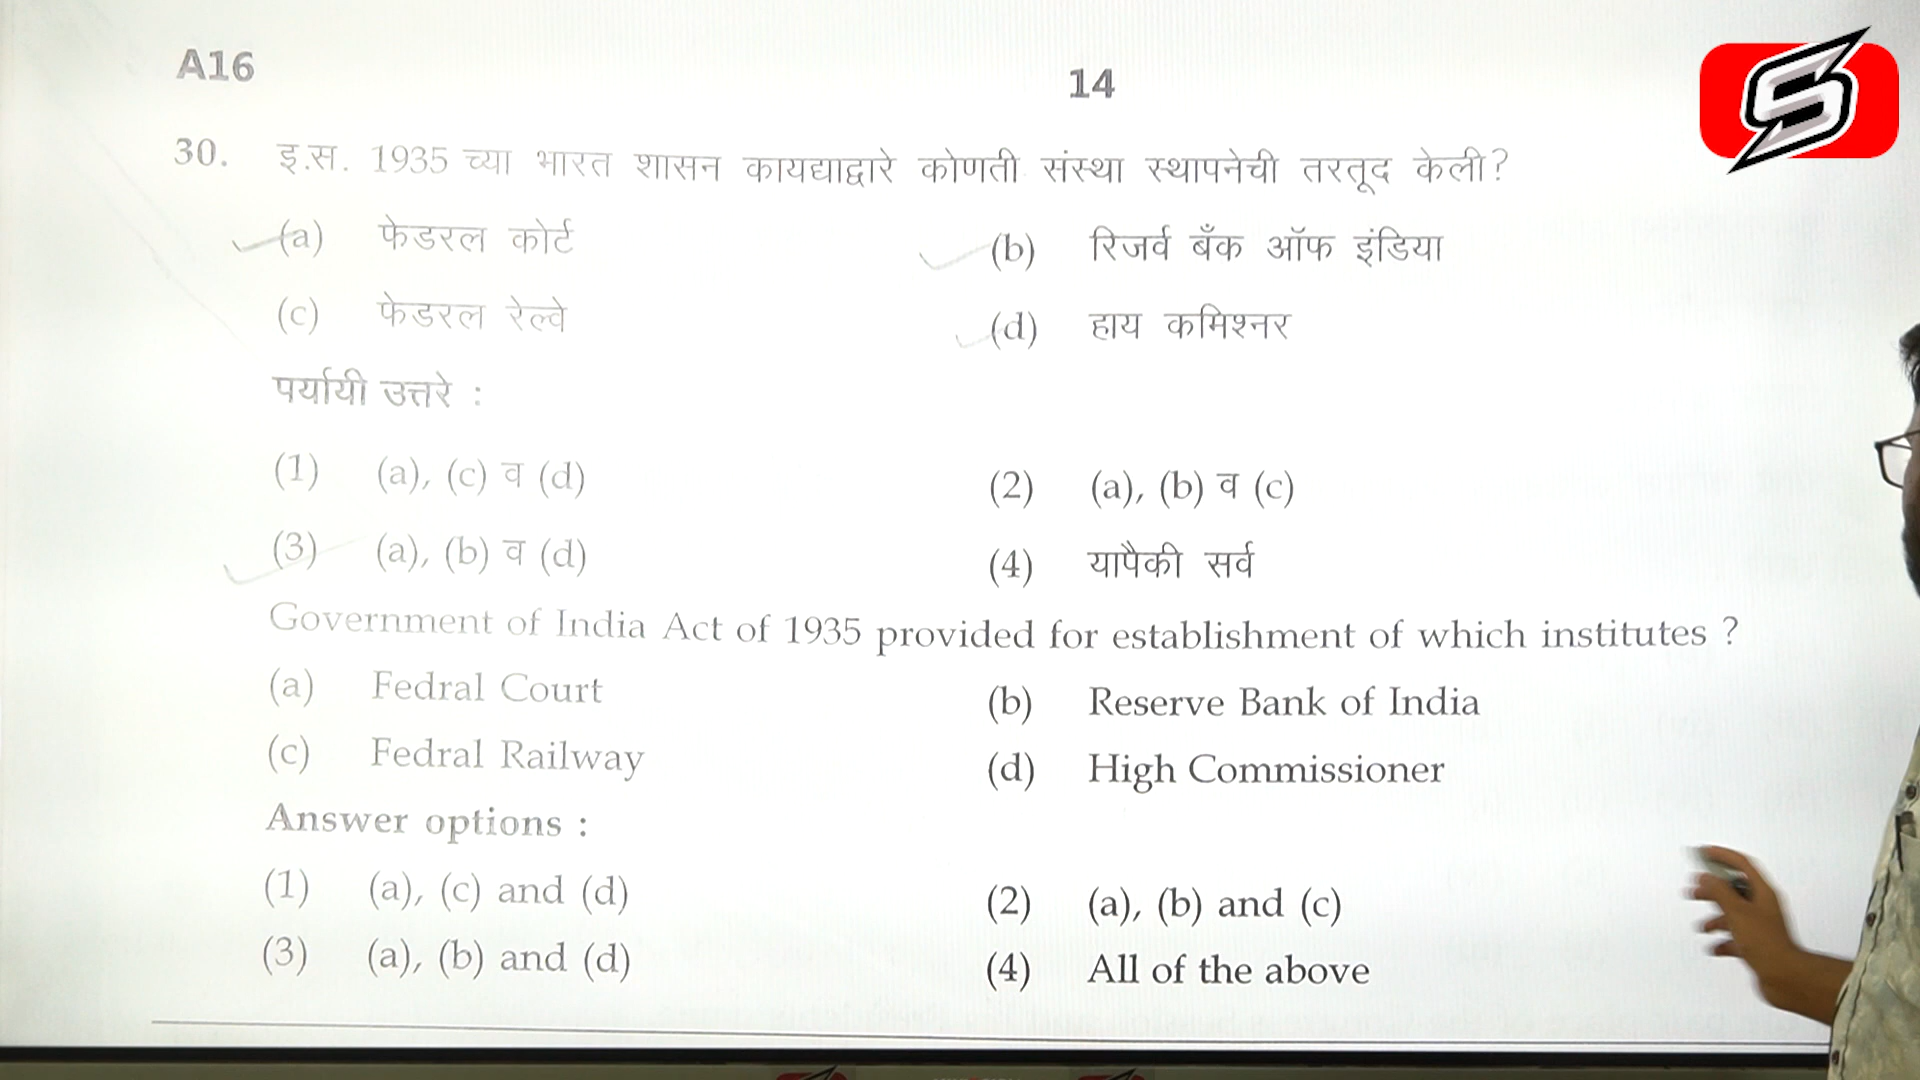 A16
14
30. इ.स. 1935 च्या भारत शासन कायद्याद्वारे कोणती संस्था स्थापनेची तरतूद केली?
(a) फेडरल कोर्ट (b) रिजर्व बँक ऑफ इंडिया
(c) फेडरल रेल्वे (d) हाय कमिश्नर
पर्यायी उत्तरे :
(1) (a), (c) व (d) (2) (a), (b) व (c)
(3) (a), (b) व (d) (4) यापैकी सर्व
Government of India Act of 1935 provided for establishment of which institutes ?
(a) Fedral Court (b) Reserve Bank of India
(c) Fedral Railway (d) High Commissioner
Answer options :
(1) (a), (c) and (d) (2) (a), (b) and (c)
(3) (a), (b) and (d) (4) All of the above